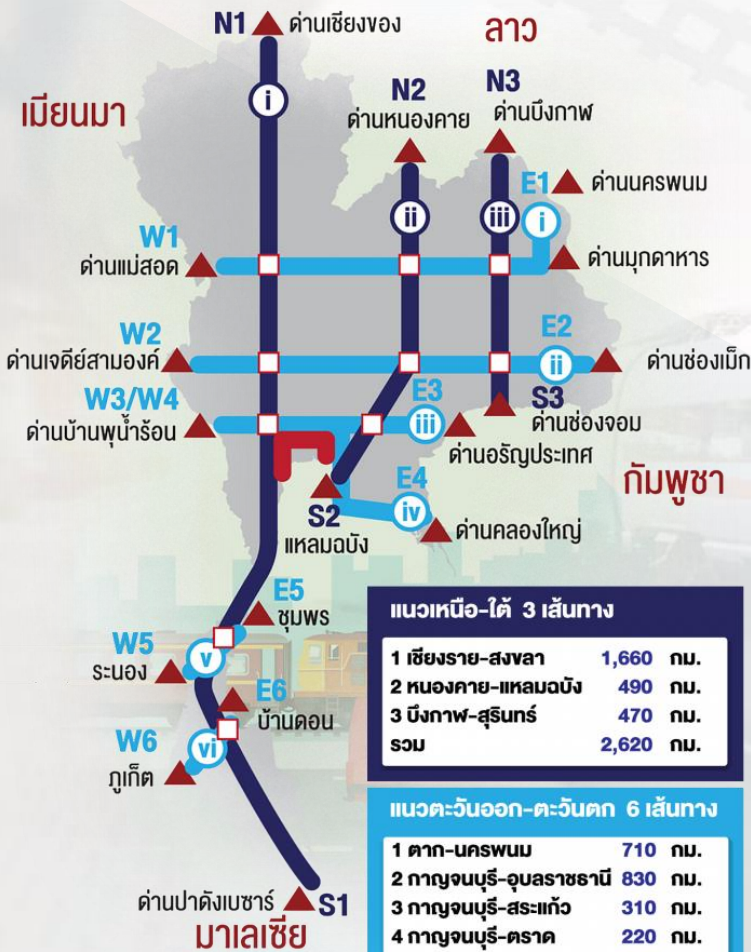 N1 ด่านเชียงของ
ลาว
เมียนมา
i
N2
ด่านหนองคาย
N3
ด่านบึงกาฬ
E1 ด่านนครพนม
ii
iii
i
W1
ด่านแม่สอด
ด่านมุกดาหาร
W2
ด่านเจดีย์สามองค์
E2
ii
ด่านช่องเม็ก
W3/W4
ด่านบ้านพุน้ำร้อน
E3
iii
S3
ด่านช่องจอม
ด่านอรัญประเทศ
กัมพูชา
E4
iv
S2
แหลมฉบัง
ด่านคลองใหญ่
E5
ชุมพร
W5
ระนอง
v
E6
บ้านดอน
W6
ภูเก็ต
vi
ด่านปาดังเบซาร์ S1
มาเลเซีย
แนวเหนือ-ใต้ 3 เส้นทาง
1 เชียงราย-สงขลา 1,660 กม.
2 หนองคาย-แหลมฉบัง 490 กม.
3 บึงกาฬ-สุรินทร์ 470 กม.
รวม 2,620 กม.
แนวตะวันออก-ตะวันตก 6 เส้นทาง
1 ตาก-นครพนม 710 กม.
2 กาญจนบุรี-อุบลราชธานี 830 กม.
3 กาญจนบุรี-สระแก้ว 310 กม.
4 กาญจนบุรี-ตราด 220 กม.